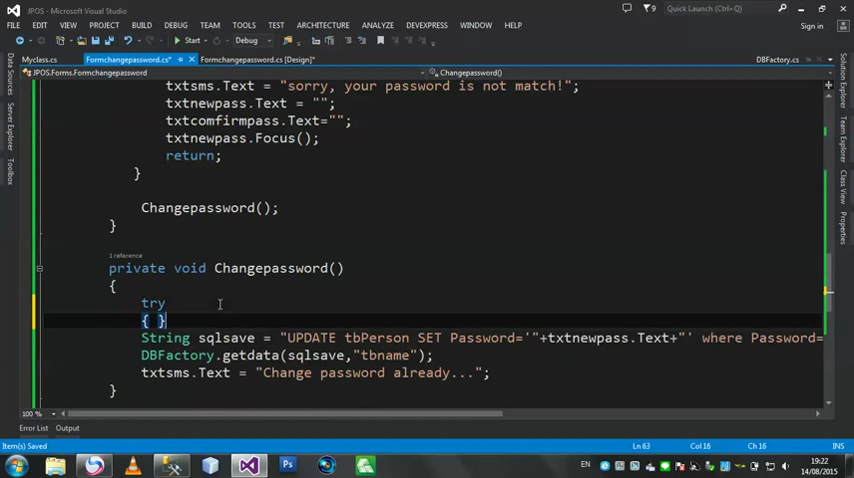 JPOS - Microsoft Visual Studio
Quick Launch (Ctrl+Q)
FILE EDIT VIEW PROJECT BUILD DEBUG TEAM TOOLS TEST ARCHITECTURE ANALYZE DEVEXPRESS WINDOW HELP
Sign in
Start Debug
Myclass.cs Formchangepassword.cs* Formchangepassword.cs [Design]* DBFactory.cs
JPOS.Forms.Formchangepassword Changepassword()
Data Sources
Server Explorer
Toolbox
txtsms.Text = "sorry, your password is not match!";
txtnewpass.Text = "";
txtcomfirmpass.Text="";
txtnewpass.Focus();
return;
}
Changepassword();
}
1 reference
private void Changepassword()
{
try
{ }
String sqlsave = "UPDATE tbPerson SET Password='"+txtnewpass.Text+"' where Password=
DBFactory.getdata(sqlsave,"tbname");
txtsms.Text = "Change password already...";
}
Solution Explorer
Team Explorer
Class View
Properties
100 %
Error List Output
Item(s) Saved Ln 63 Col 16 Ch 16 INS
Ps
EN
19:22
14/08/2015